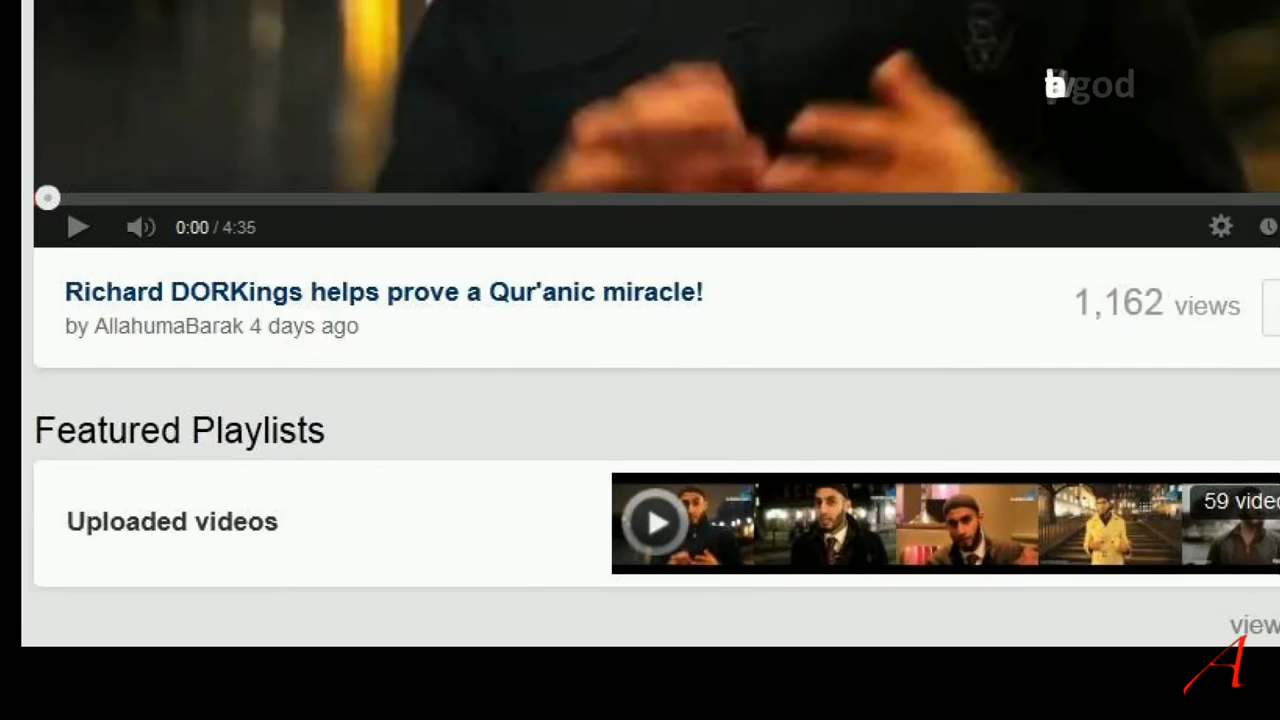 god
0:00 / 4:35
Richard DORKings helps prove a Qur'anic miracle!
1,162 views
by AllahumaBarak 4 days ago
Featured Playlists
Uploaded videos
59 video
view
A